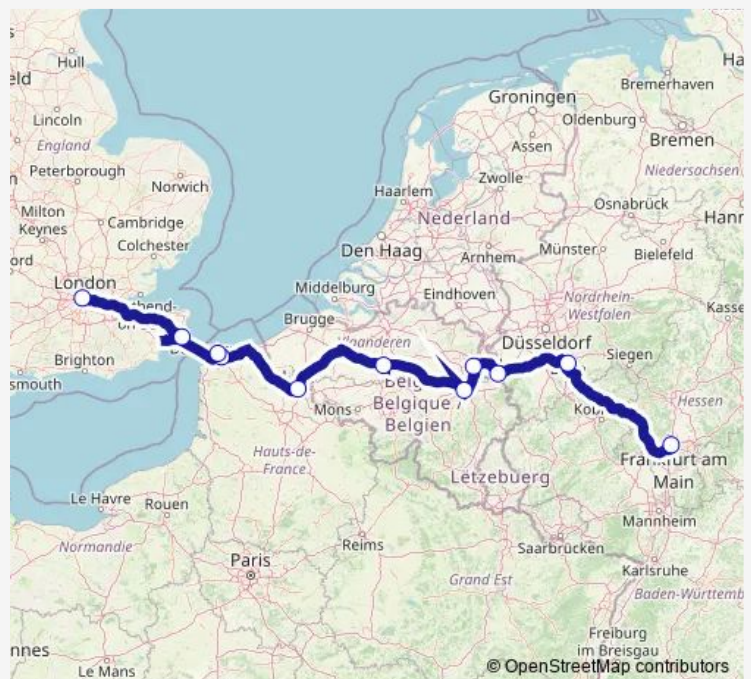 Hull
Lincoln
England
Peterborough
Norwich
Milton
Keynes
Cambridge
Colchester
London
Brighton
Groningen
Bremerhaven
Oldenburg
Bremen
Assen
Niedersachsen
Zwolle
Haarlem
Nederland
Osnabrück
Den Haag
Arnhem
Münster
Bielefeld
Middelburg
Eindhoven
Nordrhein-
Westfalen
Brugge
Düsseldorf
Siegen
Mons
Belgique /
Belgien
Hessen
Hauts-de-
France
Frankfurt am
Main
Lëtzebuerg
Le Havre
Rouen
Mannheim
Normandie
Reims
Saarbrücken
Paris
Karlsruhe
Grand Est
Freiburg
im Breisgau
Le Mans
© OpenStreetMap contributors